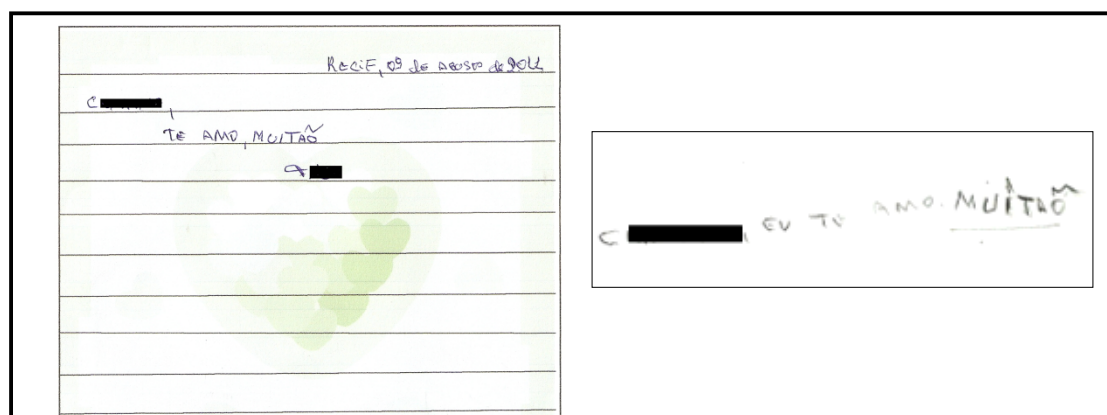 RECIFE, 09 de AGOSTO de 2011
C
TE AMO, MUITÃO
C
, EU TE AMO. MUITÃO